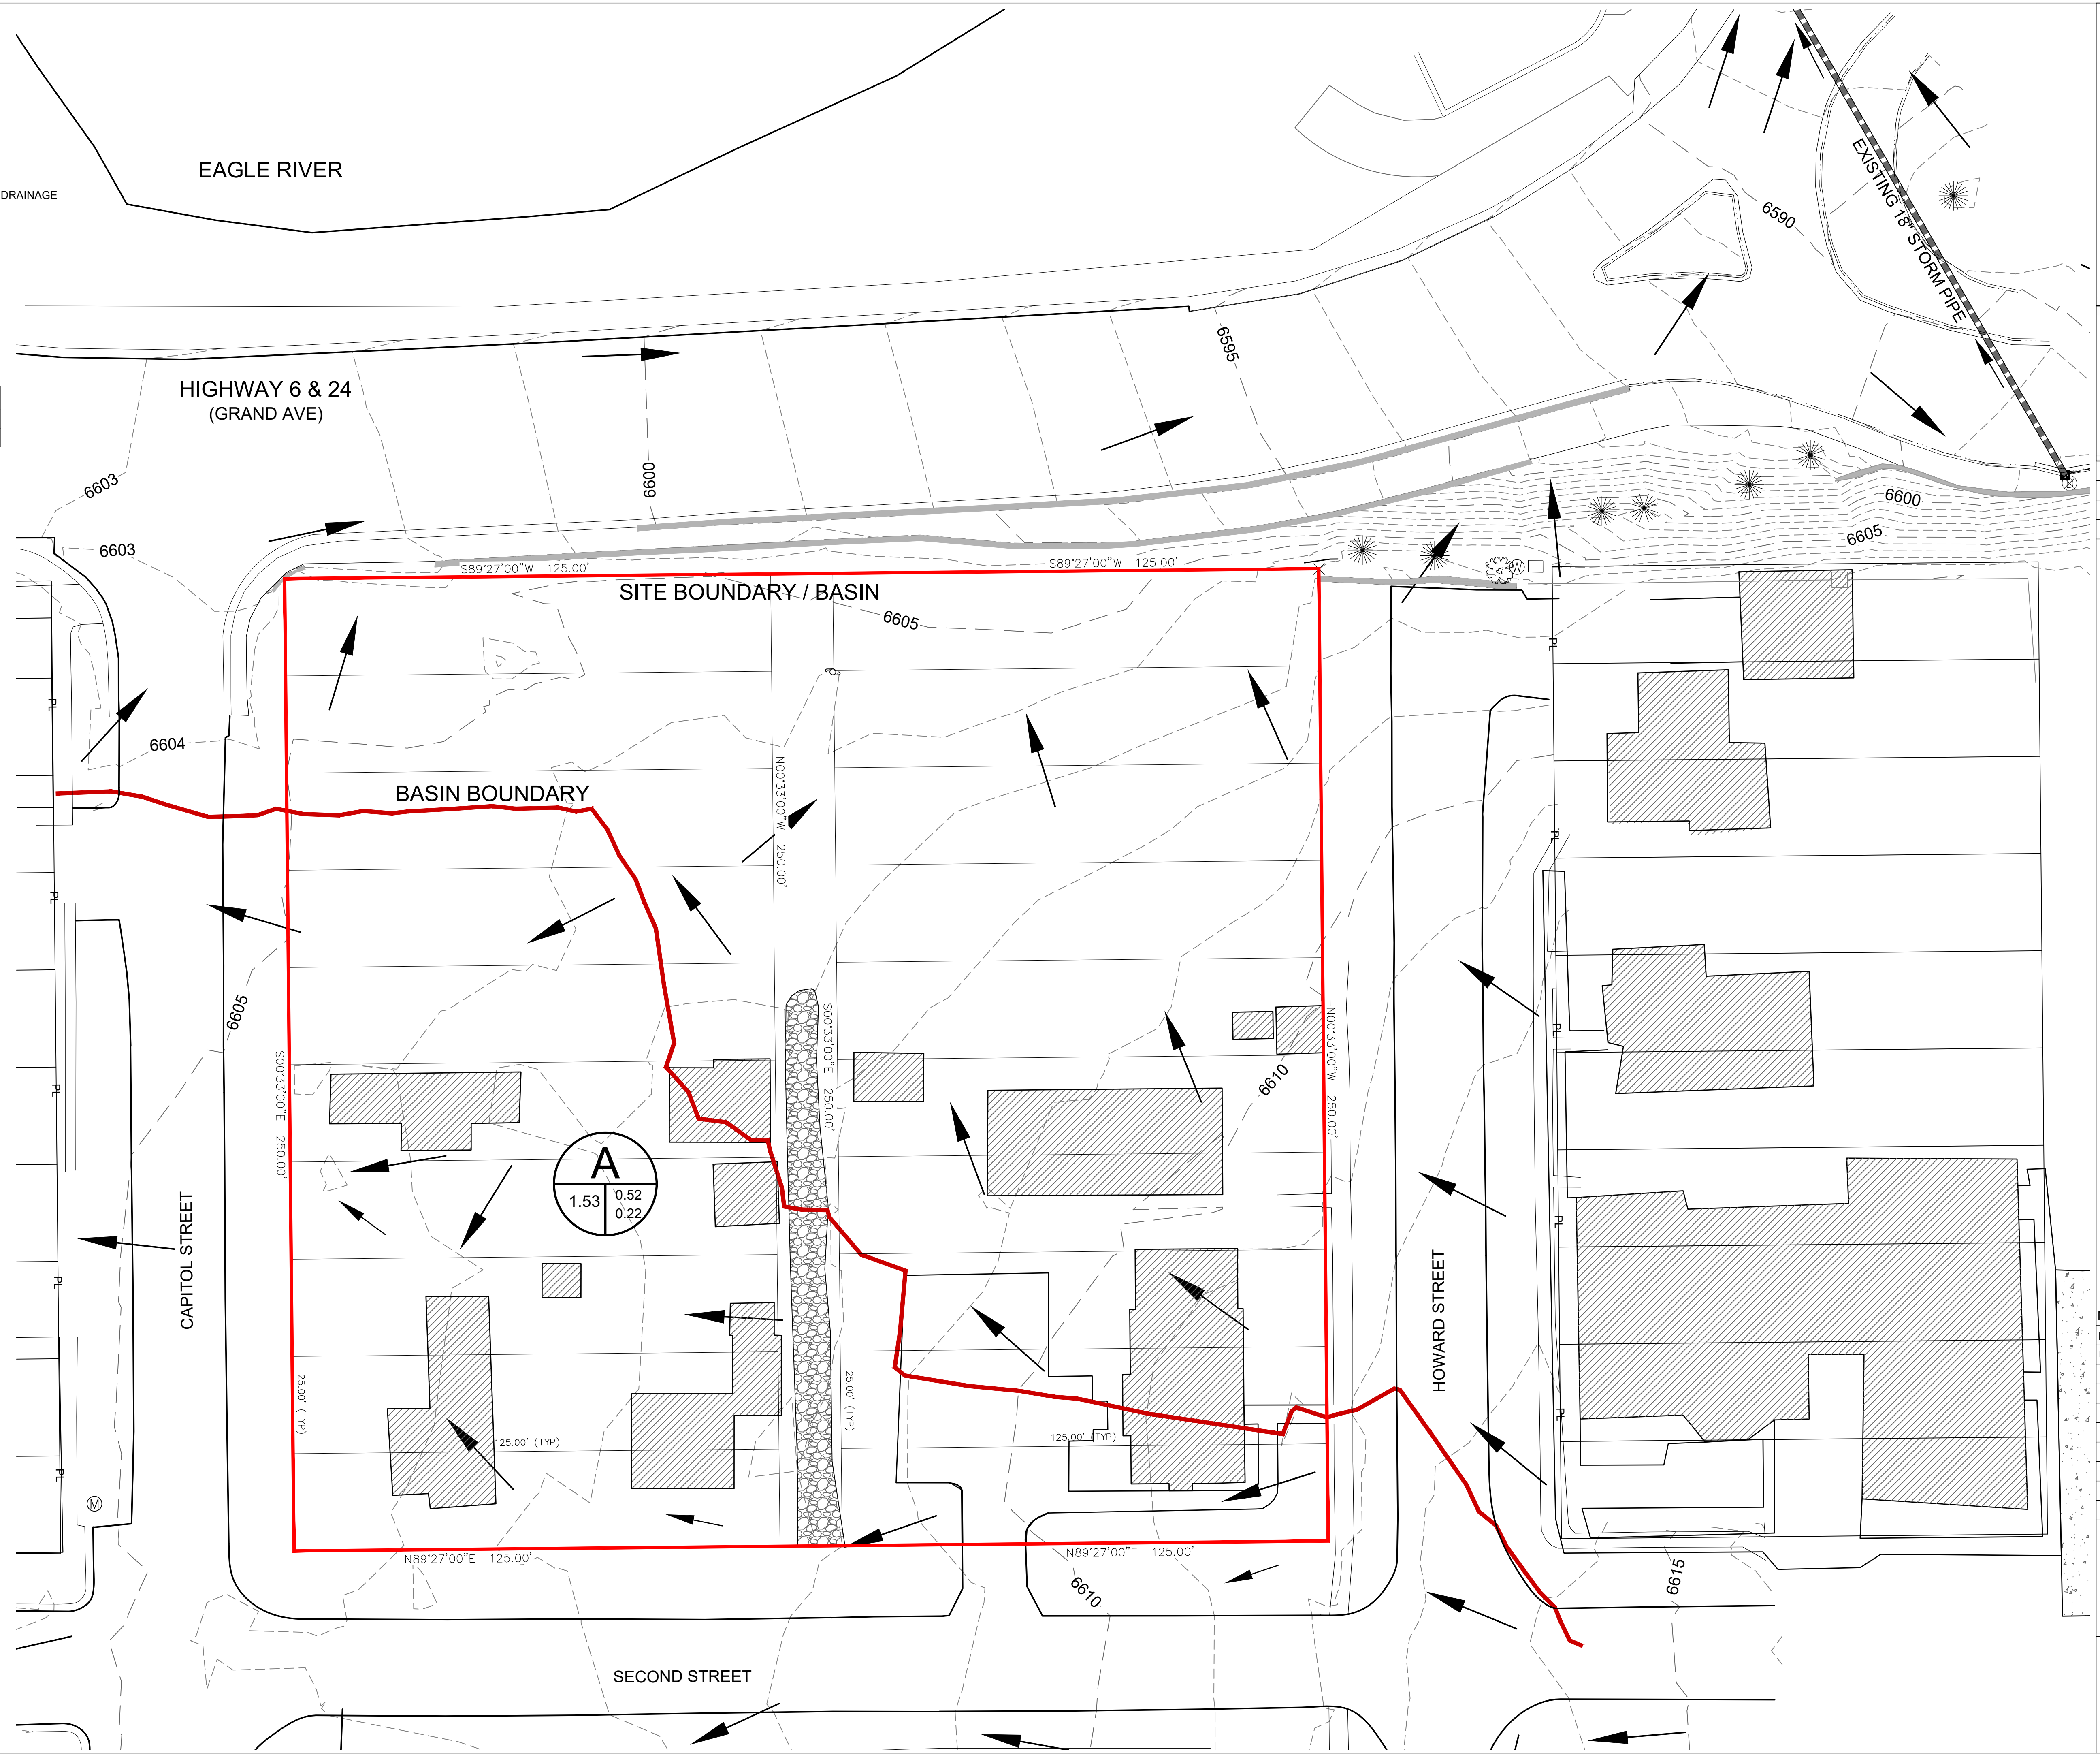 EAGLE RIVER
DRAINAGE
EXISTING 18" STORM PIPE
6590
6595
HIGHWAY 6 & 24
(GRAND AVE)
6600
6603
6600
6605
6603
S89°27'00"W 125.00'
S89°27'00"W 125.00'
SITE BOUNDARY / BASIN
6605
W
PL
PL
6604
BASIN BOUNDARY
N00°33'00"W 250.00'
PL
PL
6605
S00°33'00"E 250.00'
S00°33'00"E 250.00'
N00°33'00"W 250.00'
PL
6610
PL
A
1.53
0.52
0.22
CAPITOL STREET
HOWARD STREET
PL
PL
25.00' (TYP)
25.00' (TYP)
PL
125.00' (TYP)
125.00' (TYP)
PL
M
N89°27'00"E 125.00'
N89°27'00"E 125.00'
6610
6615
SECOND STREET